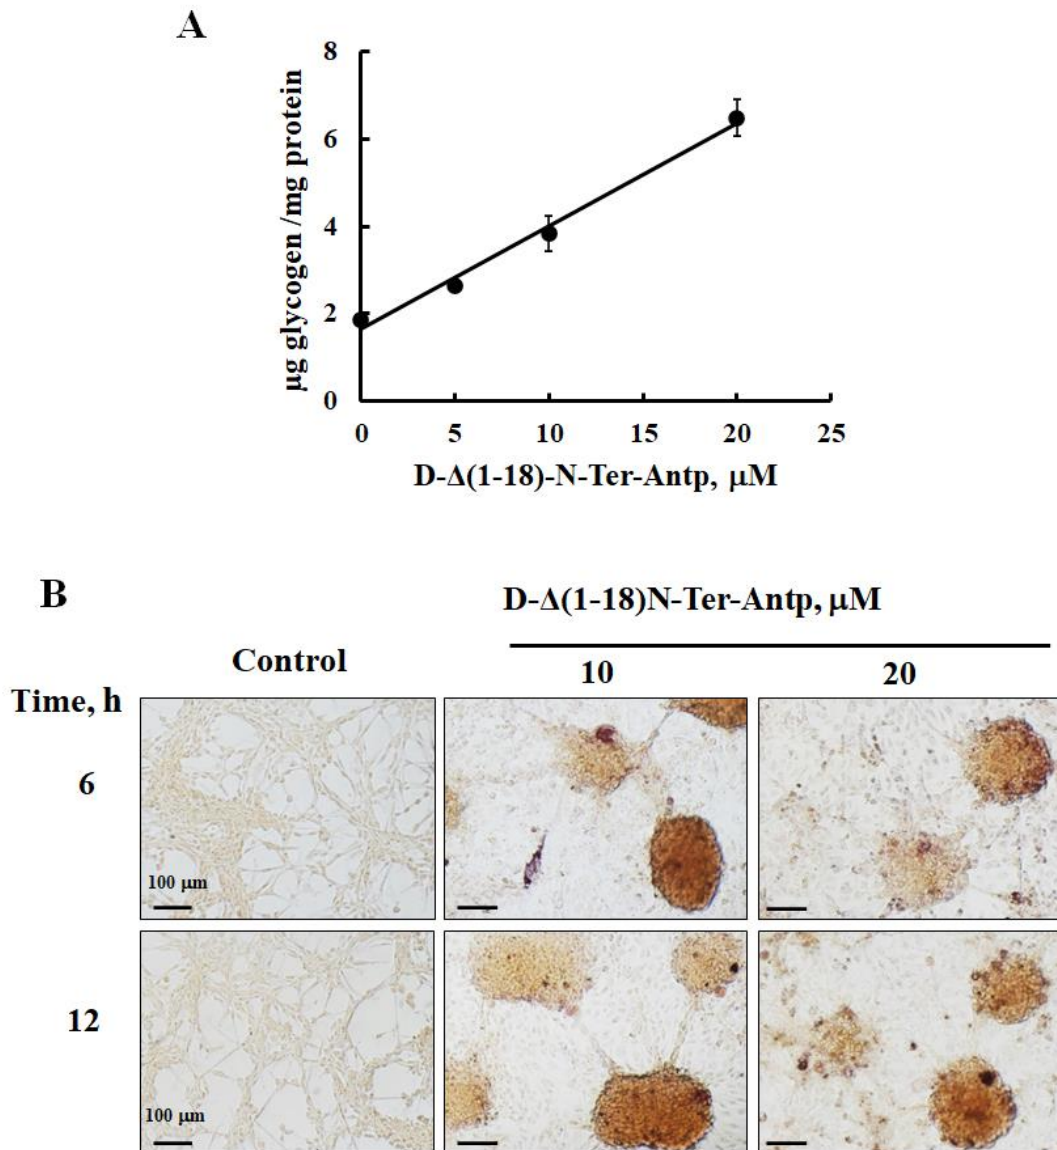 A
8
6
4
2
0
µg glycogen /mg protein
0 5 10 15 20 25
D-Δ(1-18)-N-Ter-Antp, µM
B
D-Δ(1-18)N-Ter-Antp, µM
Control
10 20
Time, h
6
100 µm
12
100 µm